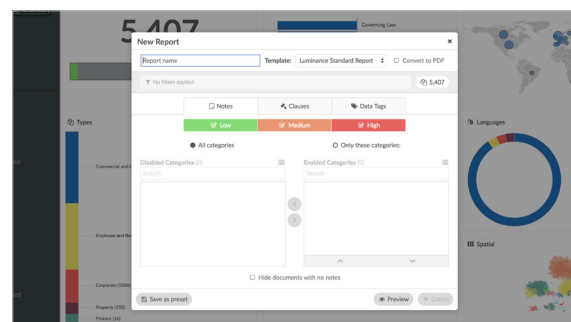 5,407
Governing Law
New Report
×
Report name
Template:
Luminance Standard Report
Convert to PDF
No filters applied
5,407
Notes
Clauses
Data Tags
Low
Medium
High
All categories
Only these categories:
Disabled Categories (0)
Enabled Categories (0)
Search
Search
Hide documents with no notes
Save as preset
Preview
Create
Types
Commercial and
Employee and
Corporate
Property (150)
Finance
Languages
Spatial